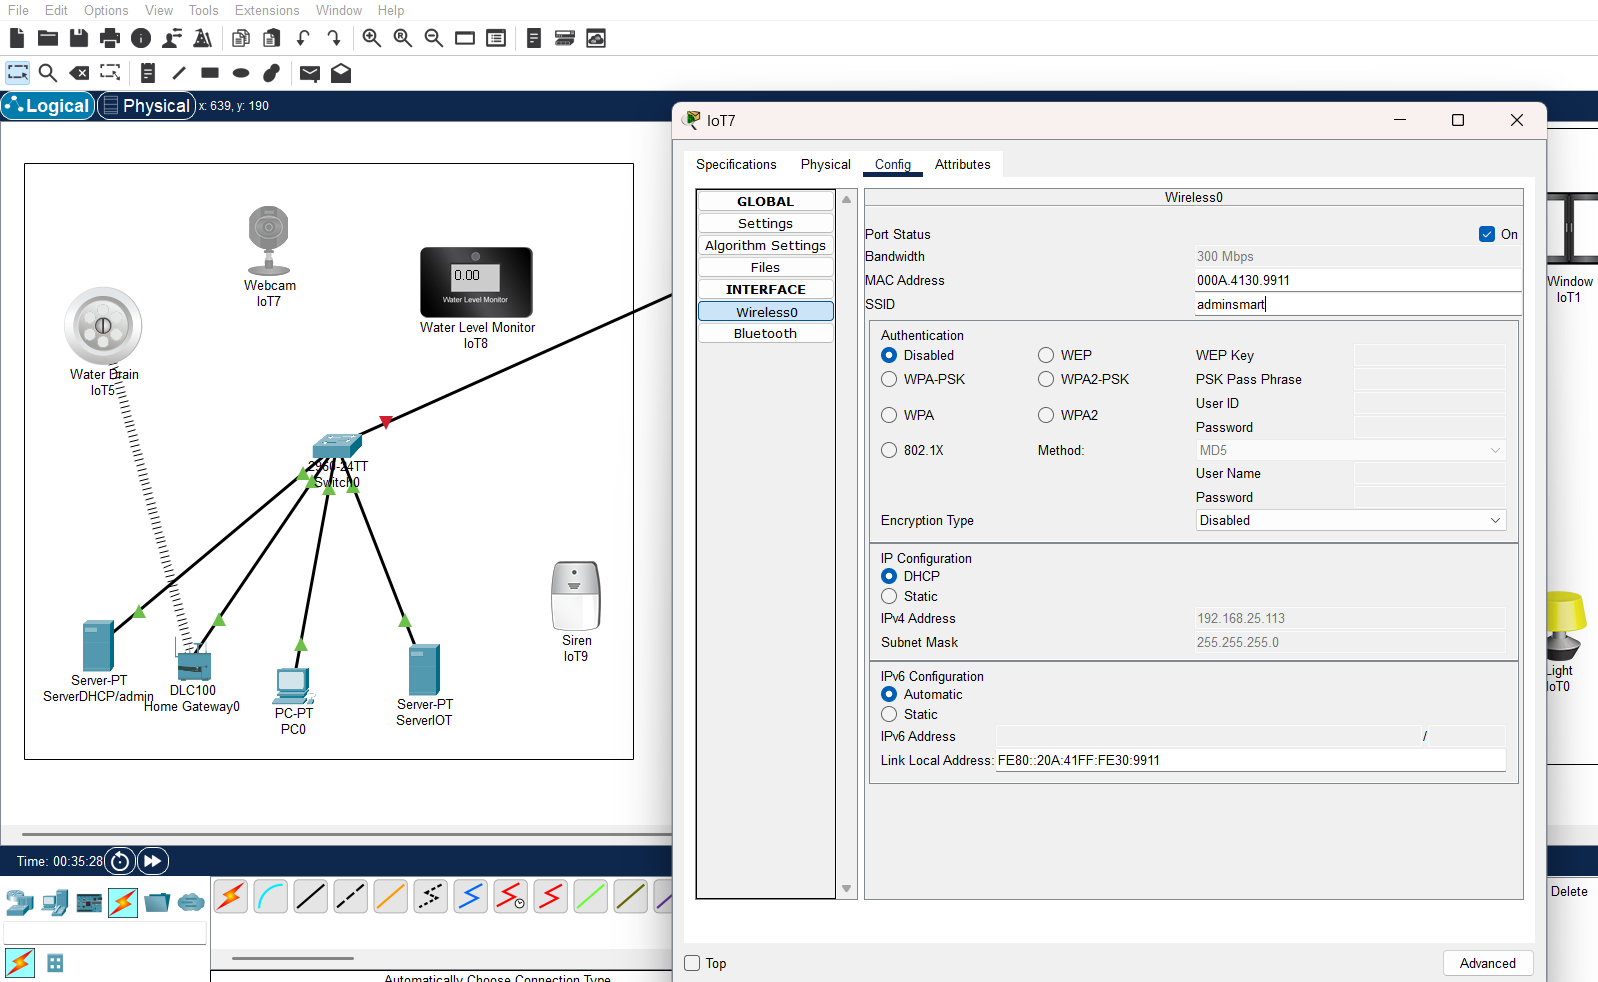 File Edit Options View Tools Extensions Window Help
Logical Physical x: 639, y: 190
IoT7
Specifications Physical Config Attributes
GLOBAL
Settings
Algorithm Settings
Files
INTERFACE
Wireless0
Bluetooth
Wireless0
Port Status On
Bandwidth 300 Mbps
MAC Address 000A.4130.9911
SSID adminsmart
Authentication
Disabled WEP WEP Key
WPA-PSK WPA2-PSK PSK Pass Phrase
User ID
WPA WPA2
Password
802.1X Method: MD5
User Name
Password
Encryption Type Disabled
IP Configuration
DHCP
Static
IPv4 Address 192.168.25.113
Subnet Mask 255.255.255.0
IPv6 Configuration
Automatic
Static
IPv6 Address /
Link Local Address: FE80::20A:41FF:FE30:9911
Top Advanced
Webcam
IoT7
0.00
Water Level Monitor
Water Level Monitor
IoT8
Water Drain
IoT5
2960-24TT
Switch0
Siren
IoT9
Server-PT
ServerDHCP/admin
DLC100
Home Gateway0
PC-PT
PC0
Server-PT
ServerIOT
Window
IoT1
Light
IoT0
Time: 00:35:28
Delete
Automatically Choose Connection Type